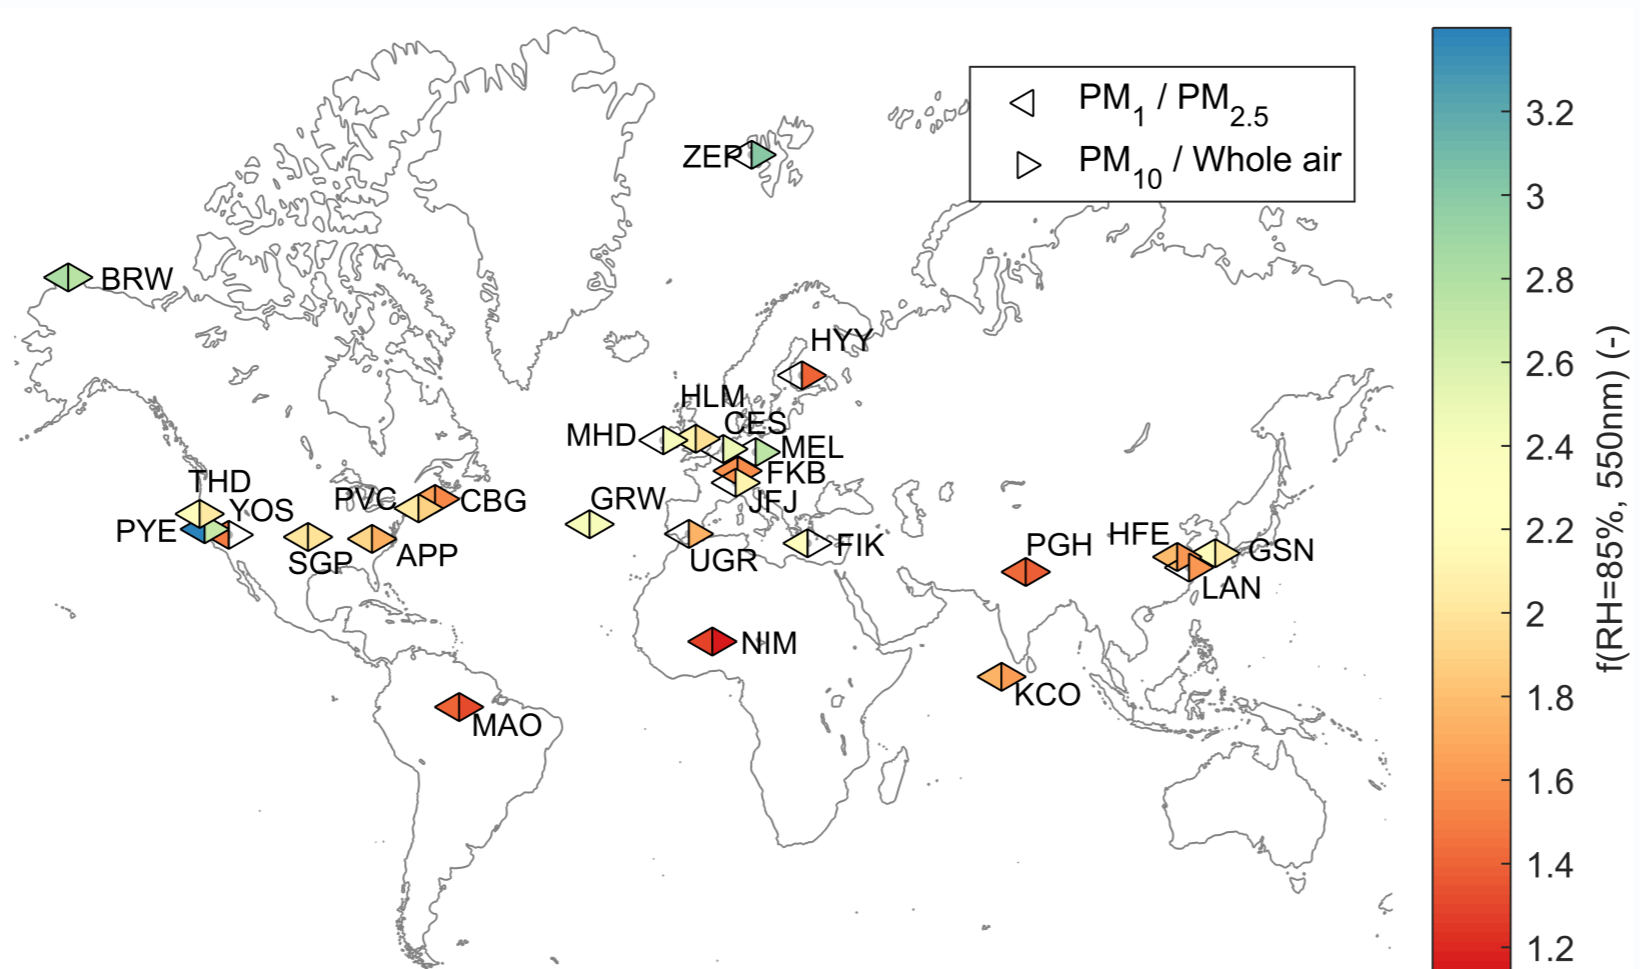 PM1 / PM2.5
PM10 / Whole air
ZEP
BRW
HYY
HLM
CES
MHD
MEL
FKB
THD
PVC
CBG
GRW
JFJ
YOS
PYE
SGP
APP
UGR
FIK
PGH
HFE
GSN
LAN
NIM
KCO
MAO
3.2
3
2.8
2.6
2.4
2.2
2
1.8
1.6
1.4
1.2
f(RH=85%, 550nm) (-)